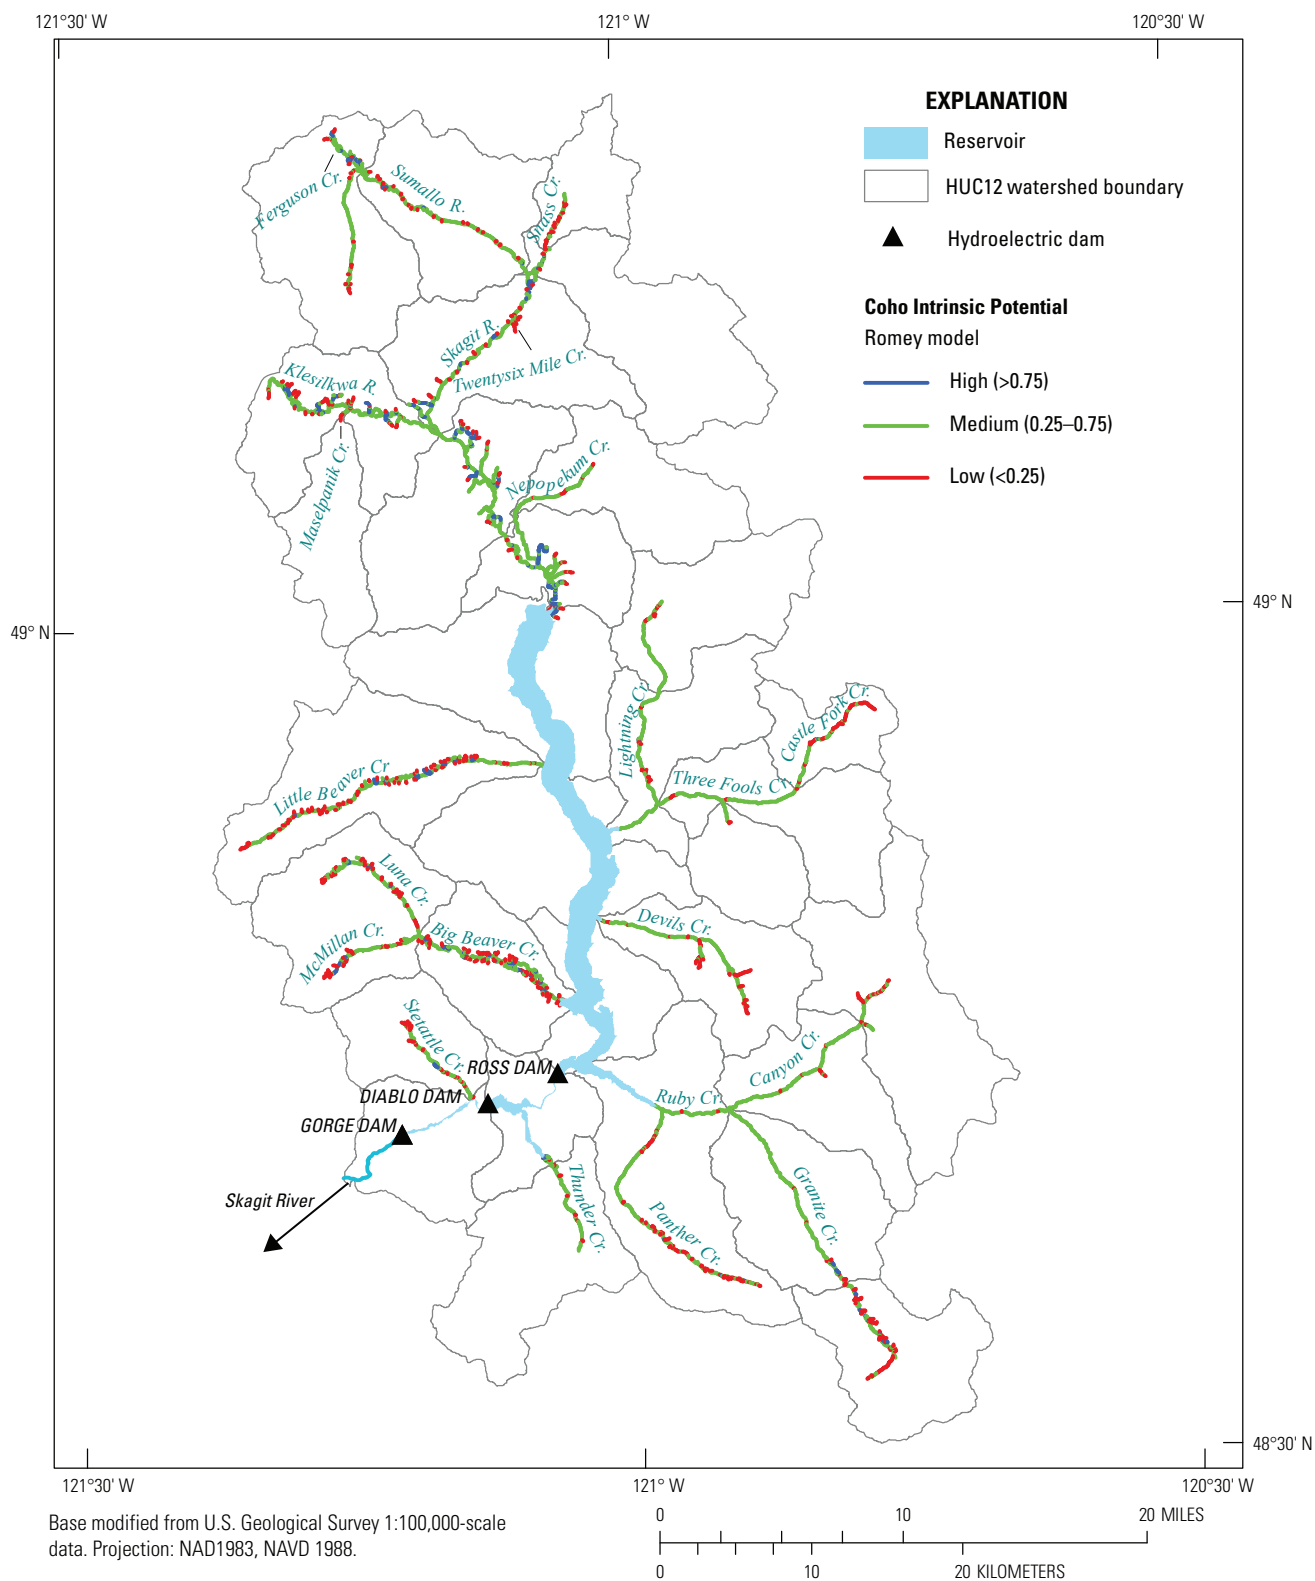 121°30' W
121° W
120°30' W
EXPLANATION
Reservoir
HUC12 watershed boundary
Hydroelectric dam
Coho Intrinsic Potential
Romey model
High (>0.75)
Medium (0.25–0.75)
Low (<0.25)
Ferguson Cr.
Sumallo R.
Snass Cr.
Skagit R.
Twentysix Mile Cr.
Klesilkwa R.
Maselpanik Cr.
Nepopekum Cr.
49° N
49° N
Lightning Cr.
Castle Fork Cr.
Three Fools Cr.
Little Beaver Cr
Luna Cr.
McMillan Cr.
Big Beaver Cr.
Devils Cr.
Stetattle Cr.
ROSS DAM
DIABLO DAM
GORGE DAM
Canyon Cr.
Ruby Cr.
Skagit River
Thunder Cr.
Panther Cr.
Granite Cr.
48°30' N
121°30' W
121° W
120°30' W
Base modified from U.S. Geological Survey 1:100,000-scale
data. Projection: NAD1983, NAVD 1988.
0 10 20 MILES
0 10 20 KILOMETERS